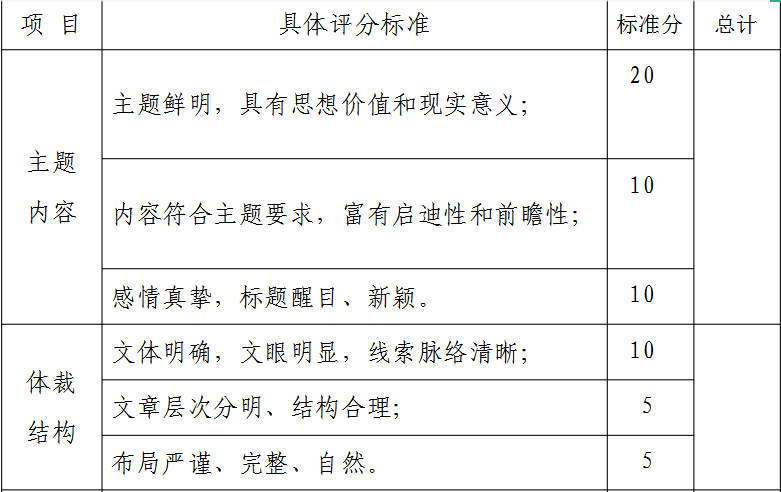 项 目 具体评分标准 标准分 总计
主题
内容
主题鲜明，具有思想价值和现实意义； 20
内容符合主题要求，富有启迪性和前瞻性； 10
感情真挚，标题醒目、新颖。 10
体裁
结构
文体明确，文眼明显，线索脉络清晰； 10
文章层次分明、结构合理； 5
布局严谨、完整、自然。 5